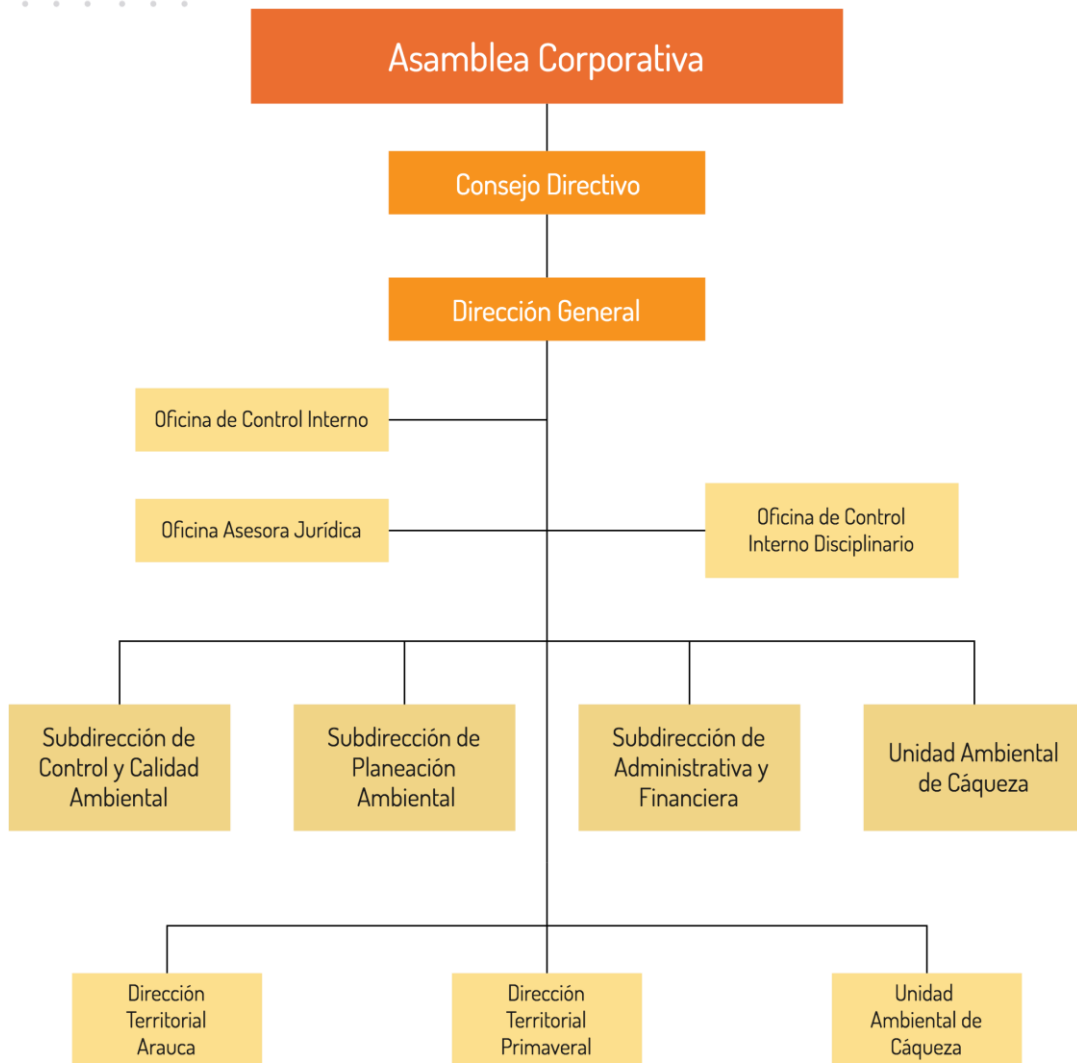 Asamblea Corporativa
Consejo Directivo
Dirección General
Oficina de Control Interno
Oficina Asesora Jurídica
Oficina de Control
Interno Disciplinario
Subdirección de
Control y Calidad
Ambiental
Subdirección de
Planeación
Ambiental
Subdirección de
Administrativa y
Financiera
Unidad Ambiental
de Cáqueza
Dirección
Territorial
Arauca
Dirección
Territorial
Primaveral
Unidad
Ambiental de
Cáqueza